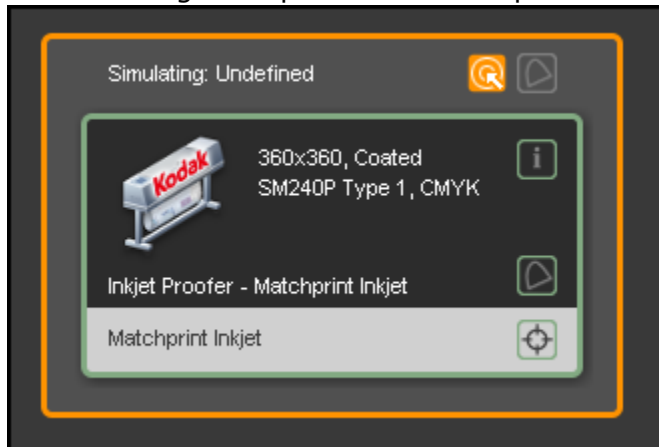 Simulating: Undefined
Kodak
360x360, Coated
SM240P Type 1, CMYK
i
Inkjet Proofer - Matchprint Inkjet
Matchprint Inkjet